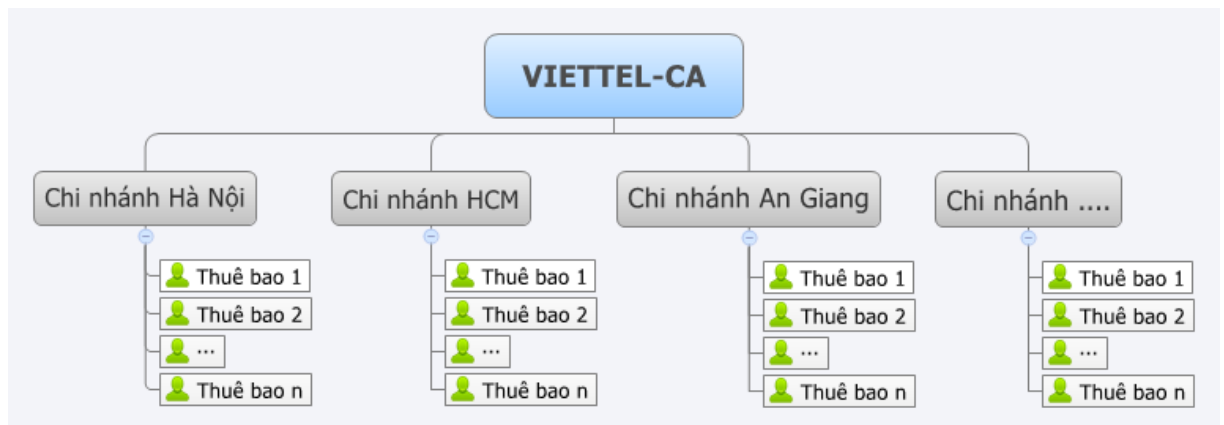 VIETTEL-CA
Chi nhánh Hà Nội
Thuê bao 1
Thuê bao 2
...
Thuê bao n
Chi nhánh HCM
Thuê bao 1
Thuê bao 2
...
Thuê bao n
Chi nhánh An Giang
Thuê bao 1
Thuê bao 2
...
Thuê bao n
Chi nhánh ....
Thuê bao 1
Thuê bao 2
...
Thuê bao n